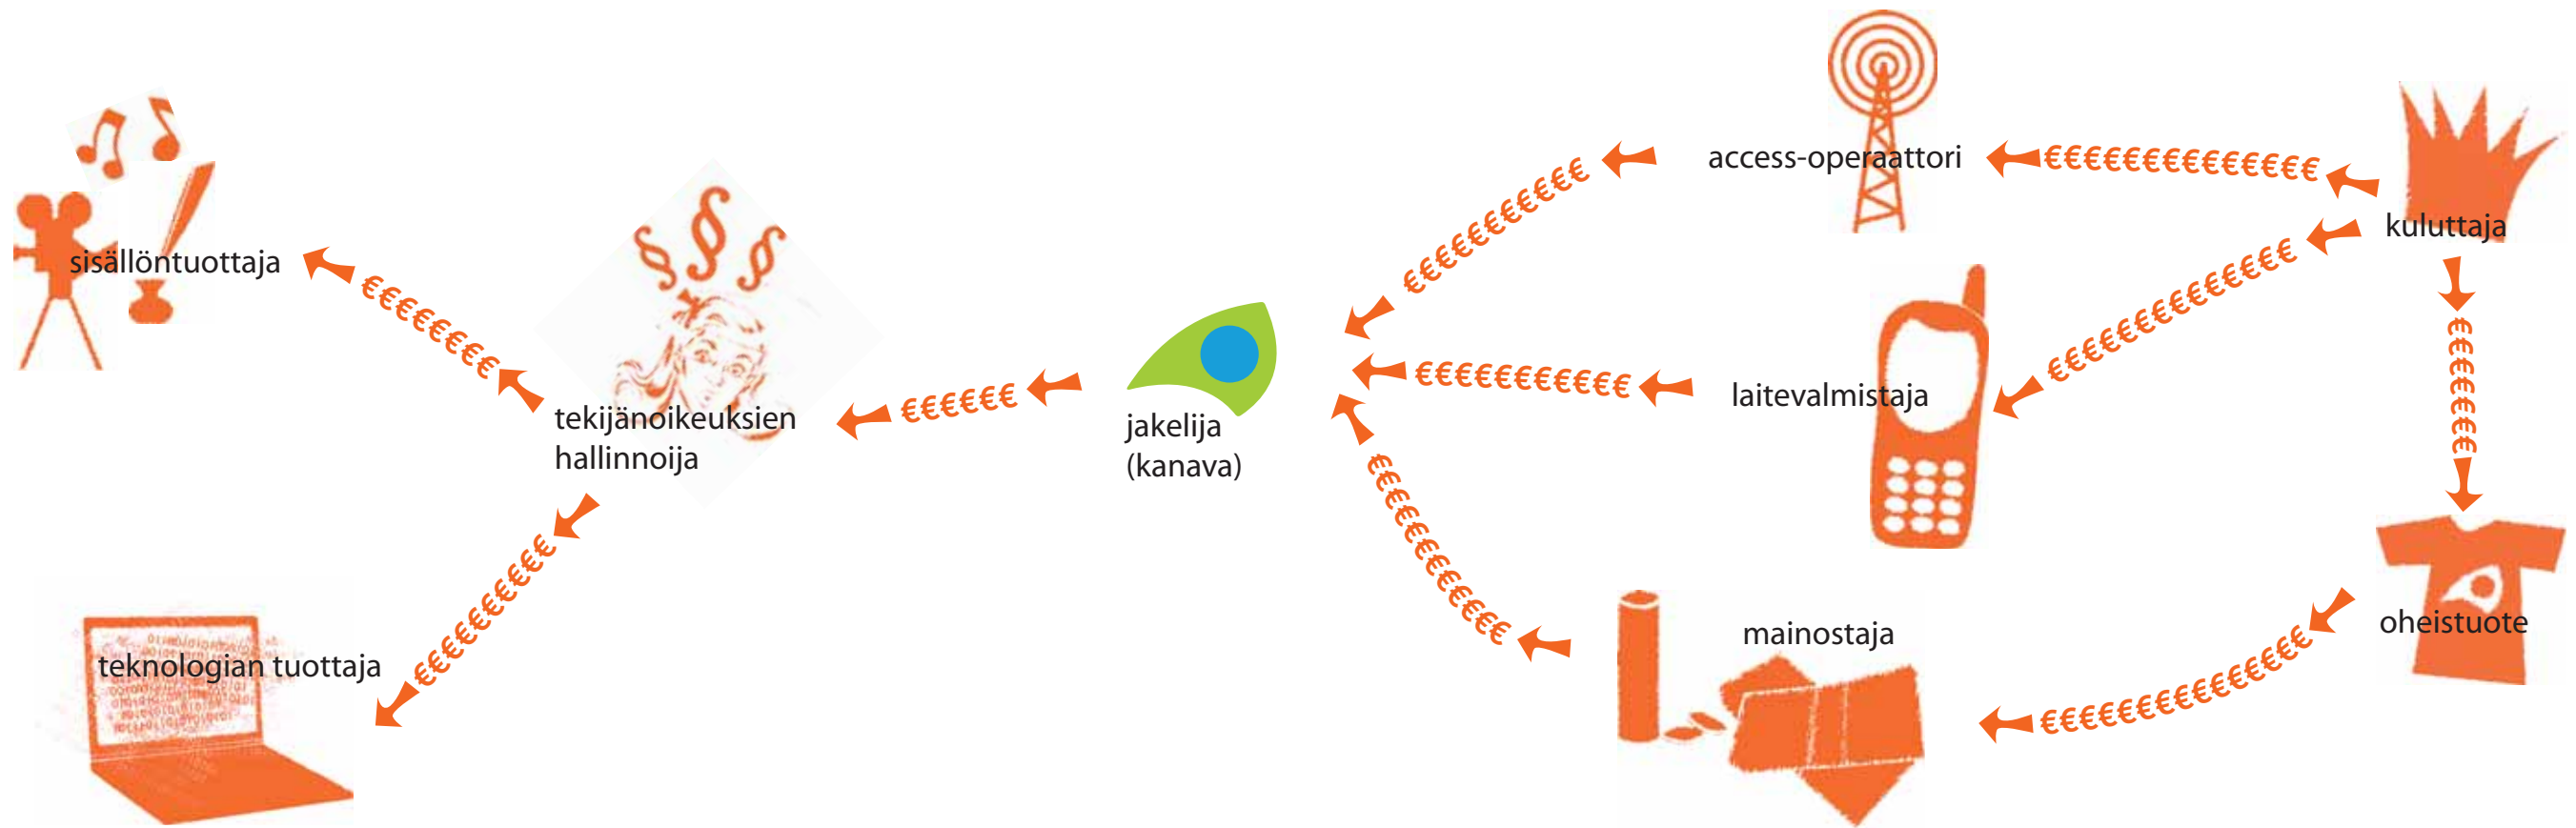 sisällöntuottaja
€€€€€€€€
tekijänoikeuksien
hallinnoija
§§§
€€€€€€€€€€€
teknologian tuottaja
€€€€€€
jakelija
(kanava)
€€€€€€€€€€€
access-operaattori
€€€€€€€€€€€€€€
kuluttaja
€€€€€€€€€€€
laitevalmistaja
€€€€€€€€€€€€€€
€€€€€€€
€€€€€€€€€€€€
mainostaja
€€€€€€€€€€€€€€€
oheistuote